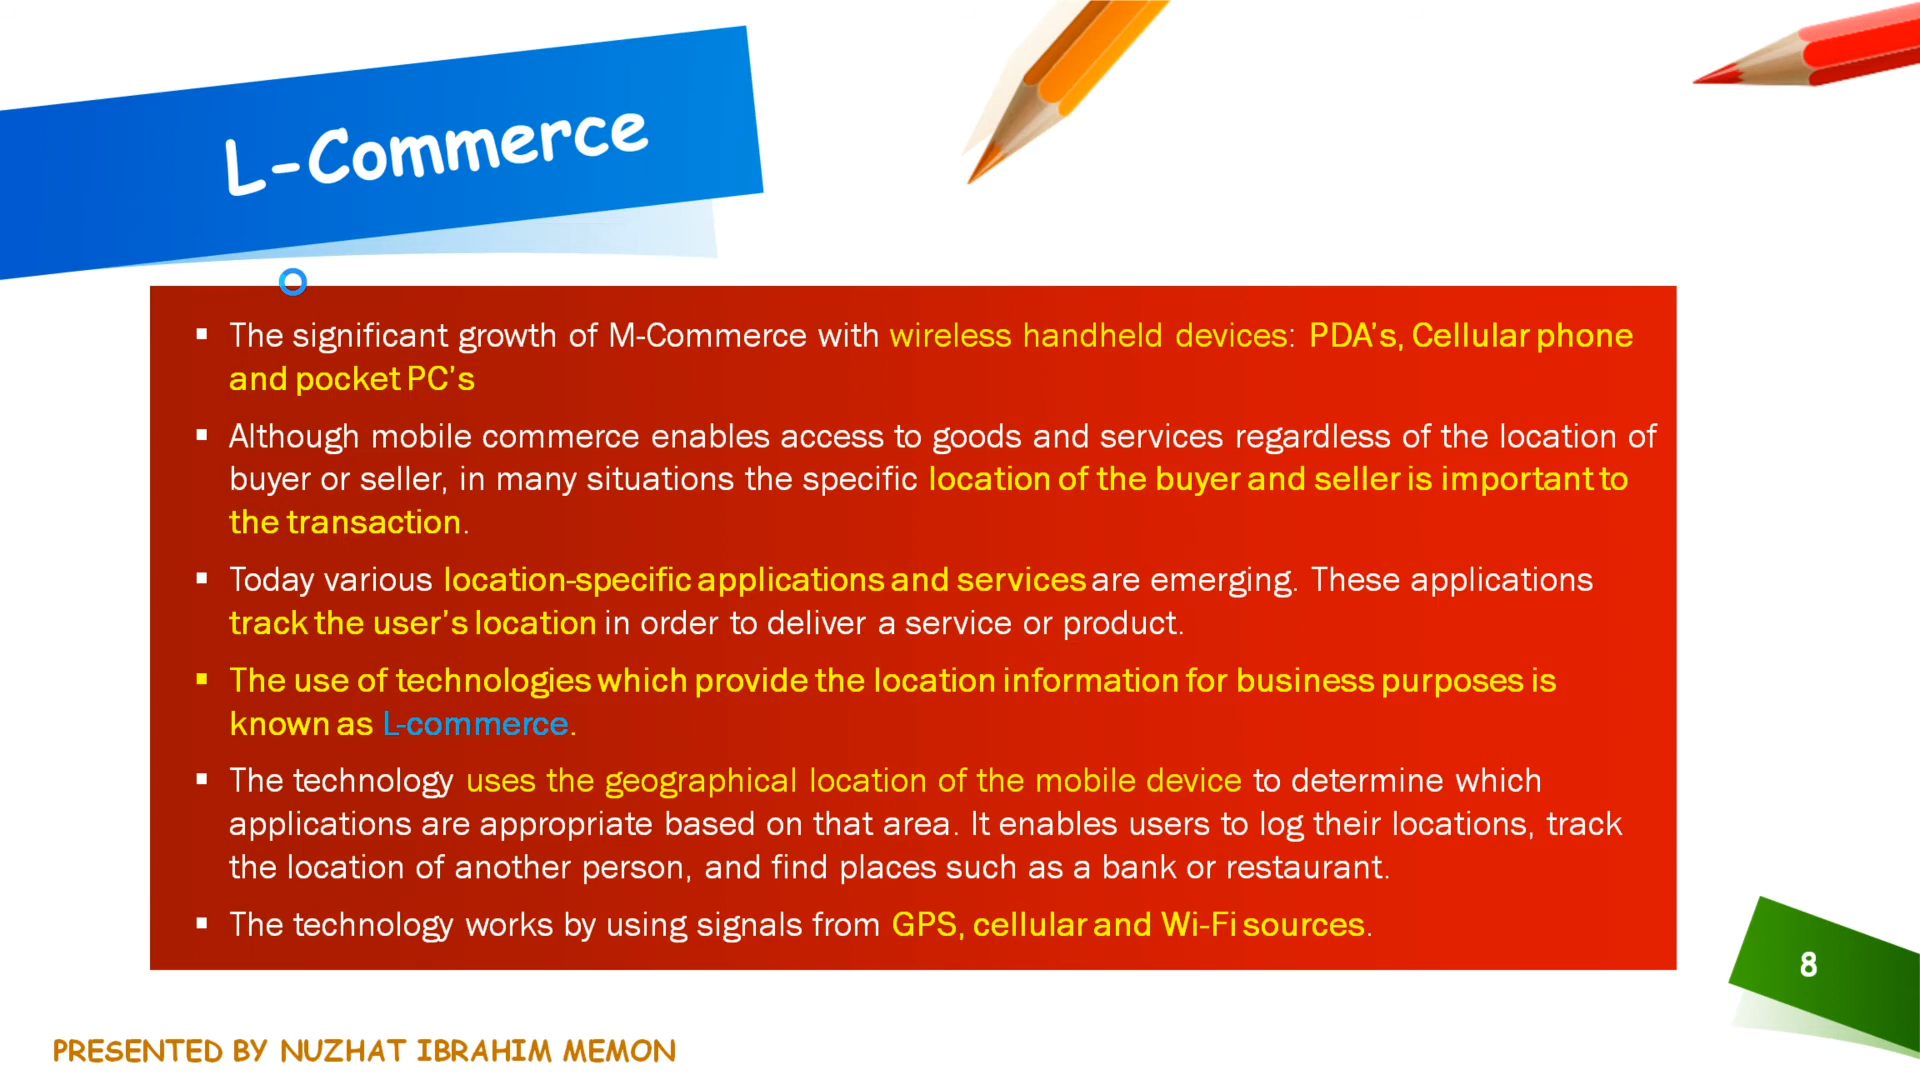 L-Commerce
▪ The significant growth of M-Commerce with wireless handheld devices: PDA's, Cellular phone
and pocket PC's
▪ Although mobile commerce enables access to goods and services regardless of the location of
buyer or seller, in many situations the specific location of the buyer and seller is important to
the transaction.
▪ Today various location-specific applications and services are emerging. These applications
track the user's location in order to deliver a service or product.
▪ The use of technologies which provide the location information for business purposes is
known as L-commerce.
▪ The technology uses the geographical location of the mobile device to determine which
applications are appropriate based on that area. It enables users to log their locations, track
the location of another person, and find places such as a bank or restaurant.
▪ The technology works by using signals from GPS, cellular and Wi-Fi sources.
8
PRESENTED BY NUZHAT IBRAHIM MEMON